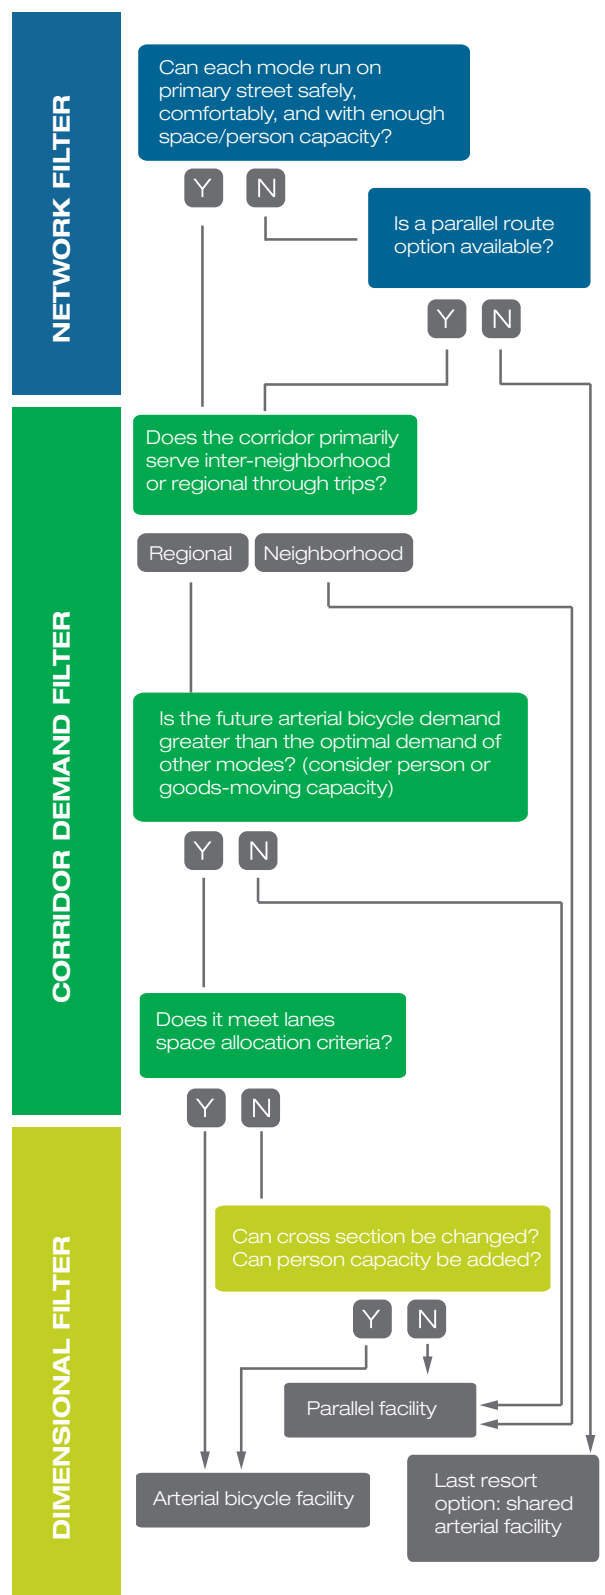 NETWORK FILTER
Can each mode run on
primary street safely,
comfortably, and with enough
space/person capacity?
Y N
Is a parallel route
option available?
Y N
CORRIDOR DEMAND FILTER
Does the corridor primarily
serve inter-neighborhood
or regional through trips?
Regional Neighborhood
Is the future arterial bicycle demand
greater than the optimal demand of
other modes? (consider person or
goods-moving capacity)
Y N
Does it meet lanes
space allocation criteria?
Y N
DIMENSIONAL FILTER
Can cross section be changed?
Can person capacity be added?
Y N
Parallel facility
Arterial bicycle facility
Last resort
option: shared
arterial facility